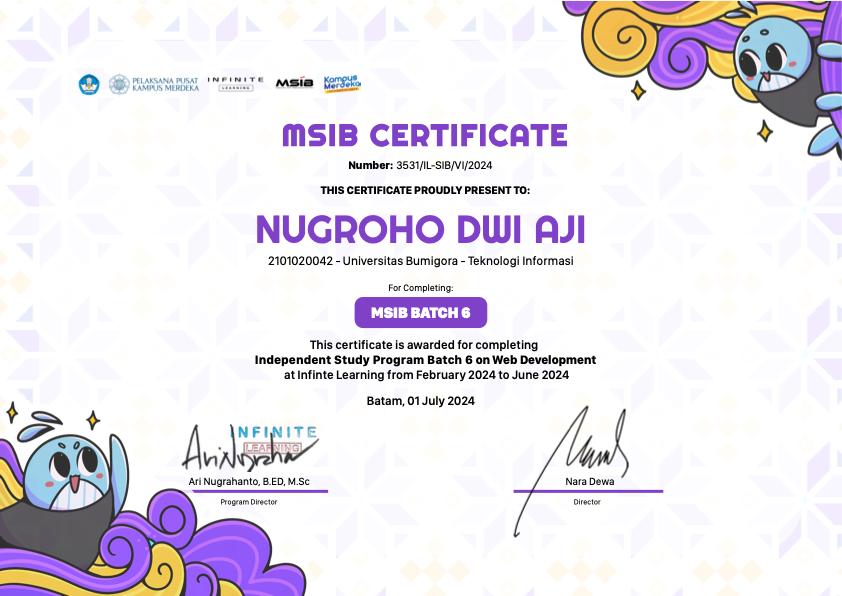 PELAKSANA PUSAT
KAMPUS MERDEKA
INFINITE
LEARNING
MSIB
Kampus
Merdeka
MSIB CERTIFICATE
Number: 3531/IL-SIB/VI/2024
THIS CERTIFICATE PROUDLY PRESENT TO:
NUGROHO DWI AJI
2101020042 - Universitas Bumigora - Teknologi Informasi
For Completing:
MSIB BATCH 6
This certificate is awarded for completing
Independent Study Program Batch 6 on Web Development
at Infinte Learning from February 2024 to June 2024
Batam, 01 July 2024
INFINITE
LEARNING
Ari Nugrahanto, B.ED, M.Sc
Program Director
Nara Dewa
Director